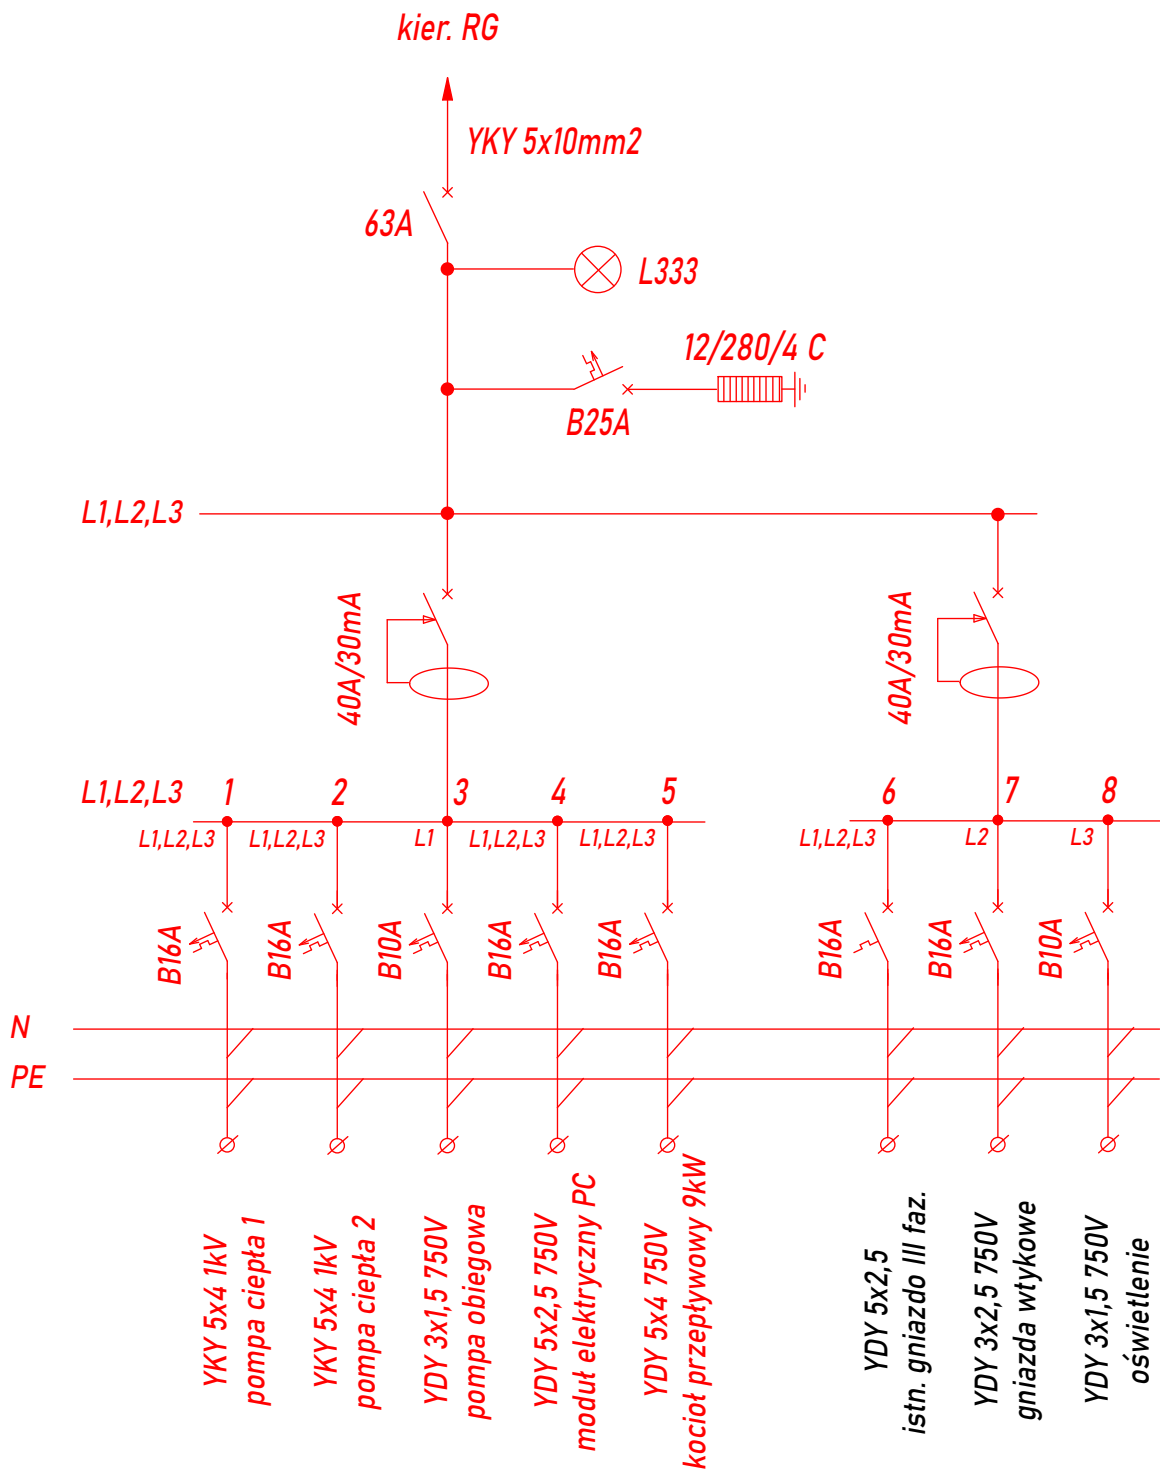 kier. RG
YKY 5x10mm2
63A
L333
12/280/4 C
B25A
L1,L2,L3
40A/30mA
40A/30mA
L1,L2,L3
1
2
3
4
5
6
7
8
L1,L2,L3
L1,L2,L3
L1
L1,L2,L3
L1,L2,L3
L1,L2,L3
L2
L3
B16A
B16A
B10A
B16A
B16A
B16A
B16A
B10A
N
PE
YKY 5x4 1kV
pompa ciepła 1
YKY 5x4 1kV
pompa ciepła 2
YDY 3x1,5 750V
pompa obiegowa
YDY 5x2,5 750V
moduł elektryczny PC
YDY 5x4 750V
kocioł przepływowy 9kW
YDY 5x2,5
istn. gniazdo III faz.
YDY 3x2,5 750V
gniazda wtykowe
YDY 3x1,5 750V
oświetlenie